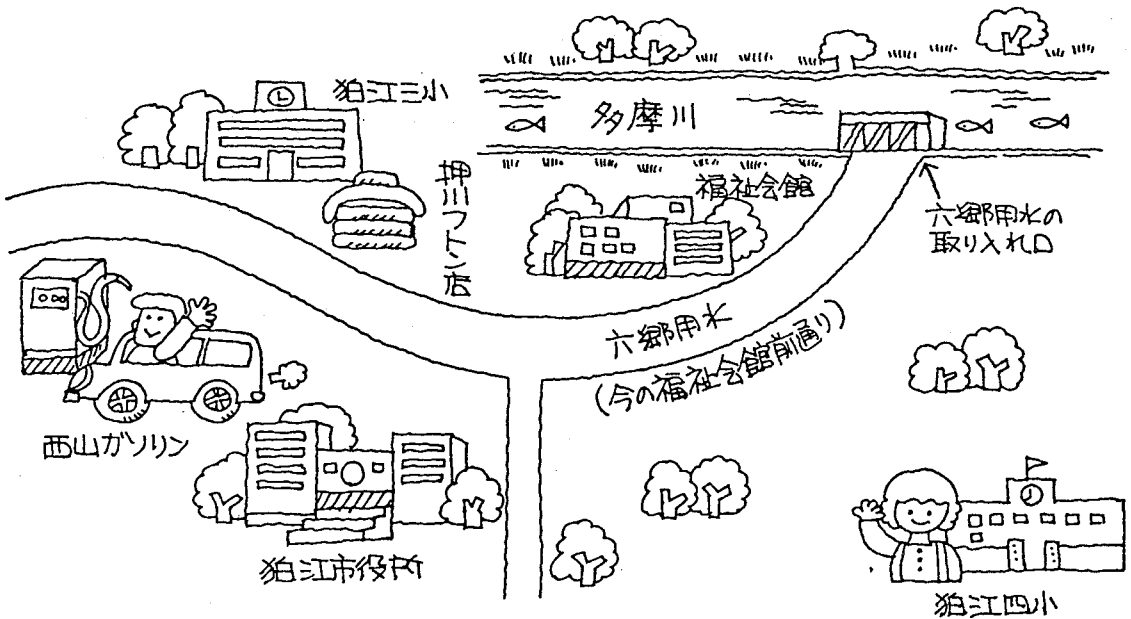 狛江三小
多摩川
押川フトン店
福祉会館
六郷用水の
取り入れ口
六郷用水
(今の福祉会館前通り)
西山ガソリン
狛江市役所
狛江四小